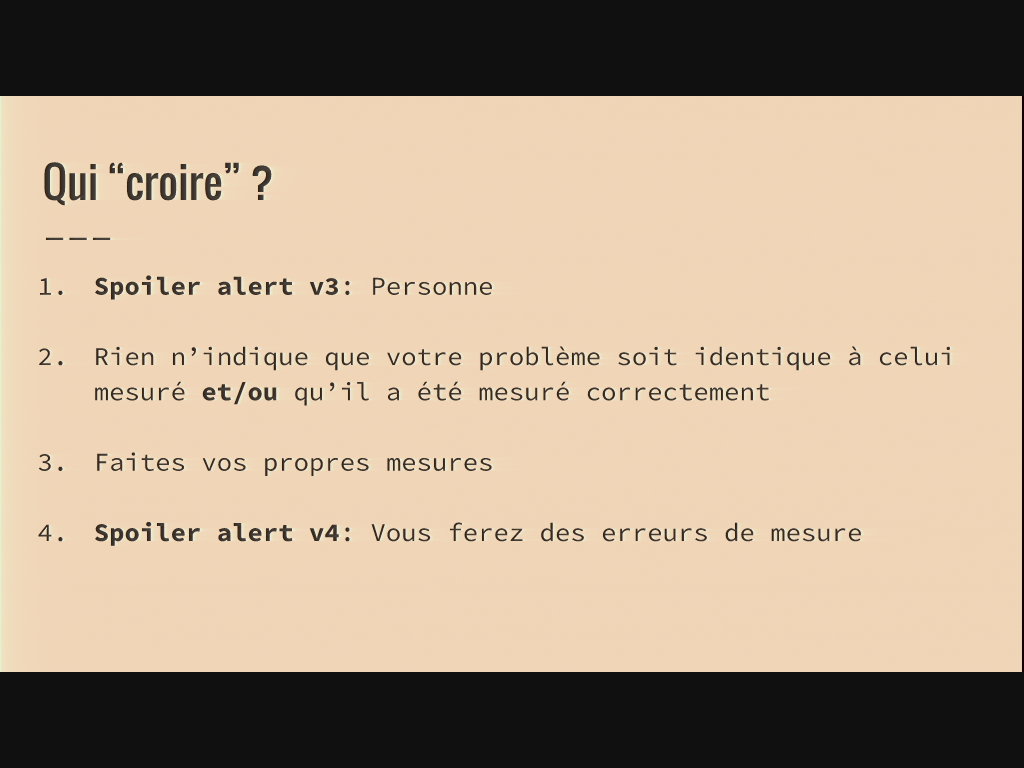 Qui “croire” ?
1. Spoiler alert v3: Personne
2. Rien n’indique que votre problème soit identique à celui
mesuré et/ou qu’il a été mesuré correctement
3. Faites vos propres mesures
4. Spoiler alert v4: Vous ferez des erreurs de mesure